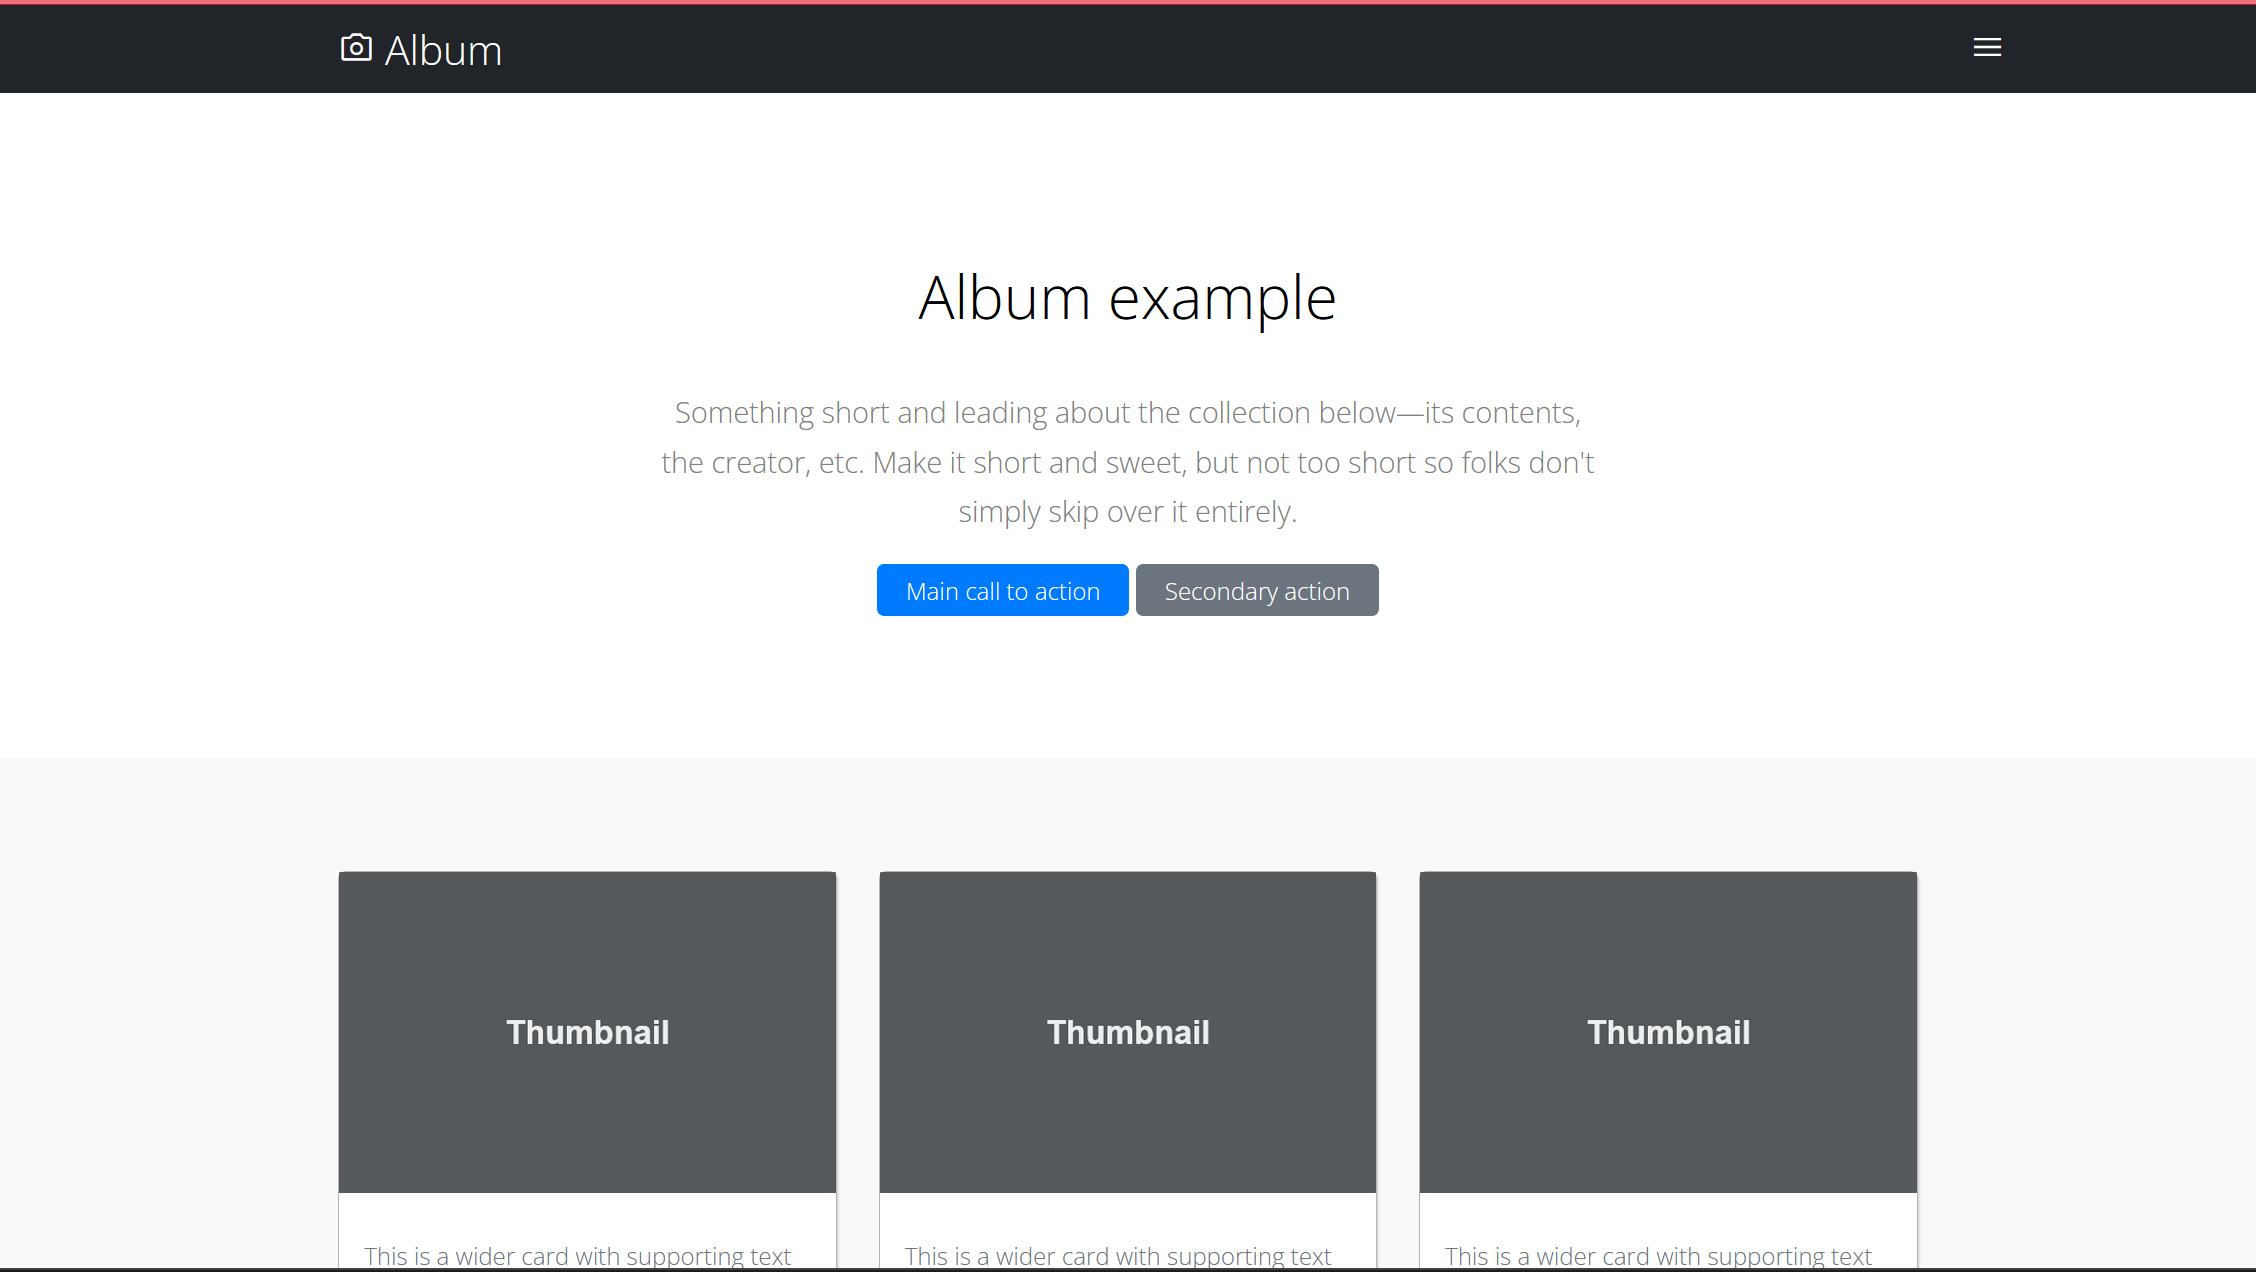 Album
Album example
Something short and leading about the collection below—its contents,
the creator, etc. Make it short and sweet, but not too short so folks don't
simply skip over it entirely.
Main call to action
Secondary action
Thumbnail
Thumbnail
Thumbnail
This is a wider card with supporting text
This is a wider card with supporting text
This is a wider card with supporting text